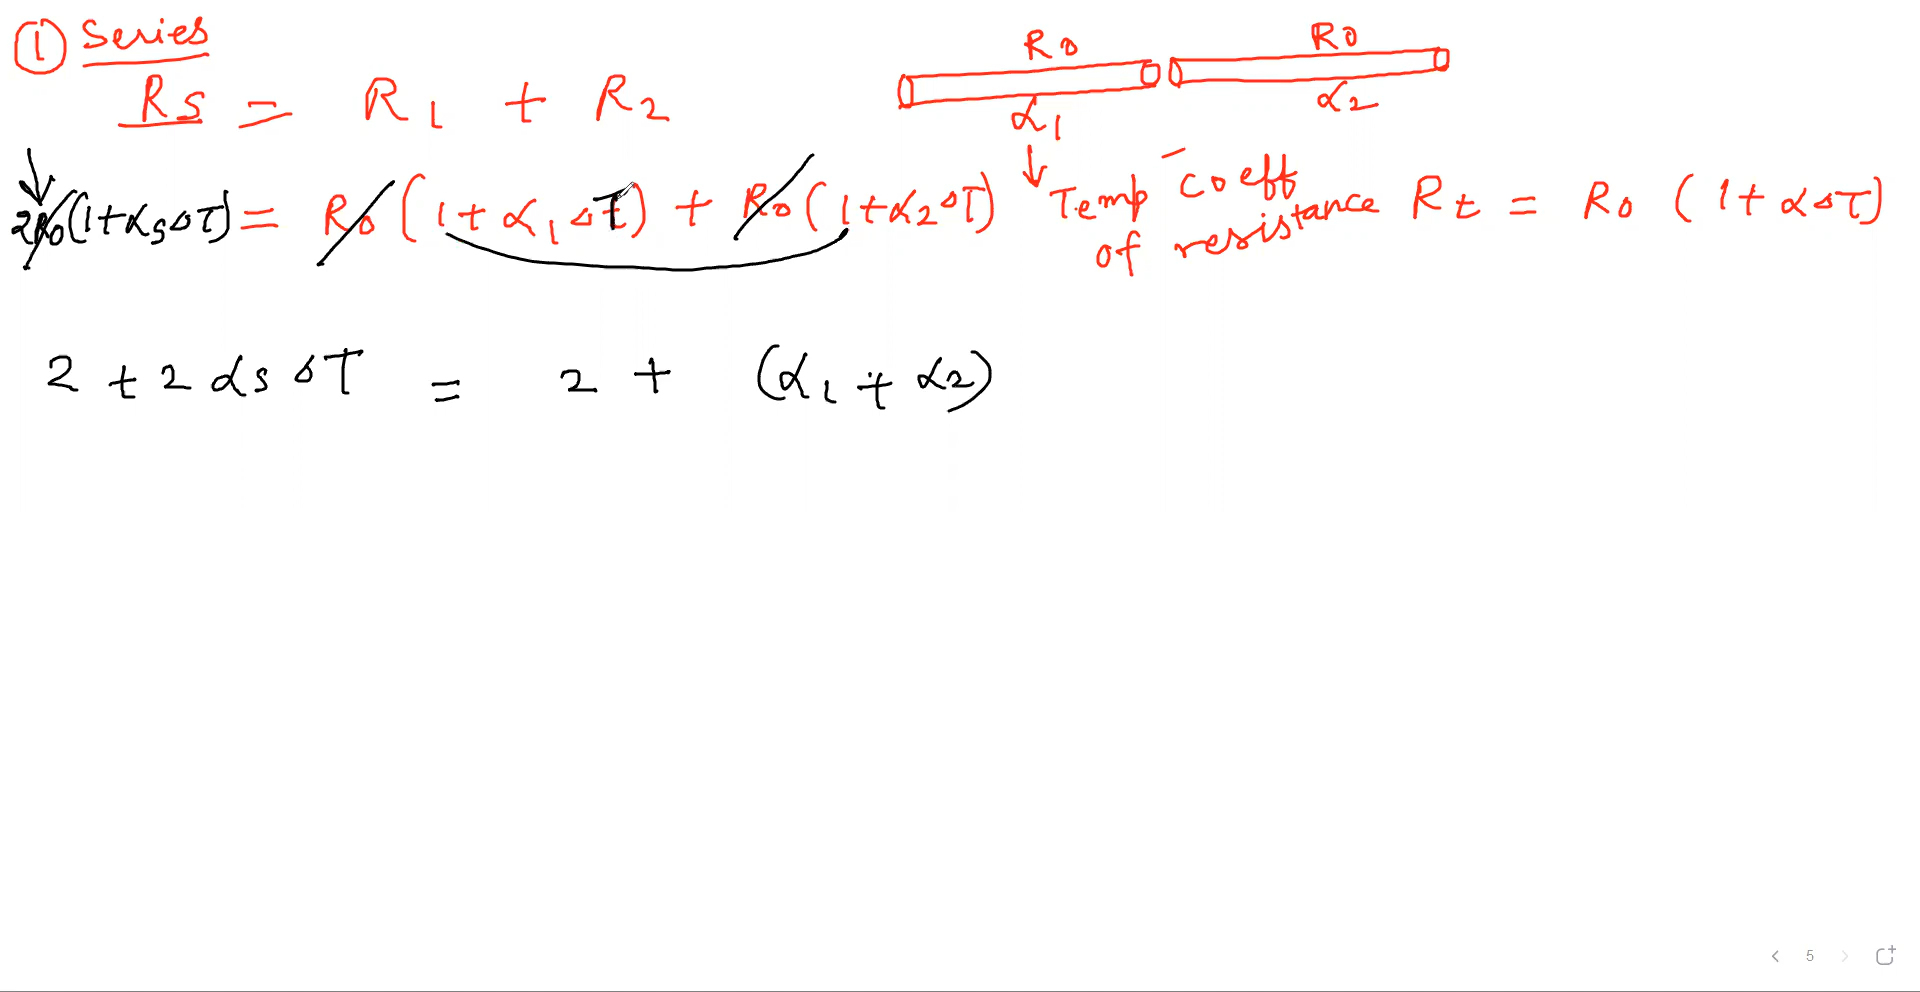 ① Series
R0 R0
Rs = R1 + R2
α1 α2
2R0(1+αsΔT) = R0 (1+α1ΔT) + R0 (1+α2ΔT)
↓ Temp - coeff of resistance Rt = R0 (1+αΔT)
2 + 2αsΔT = 2 + (α1 + α2)
5